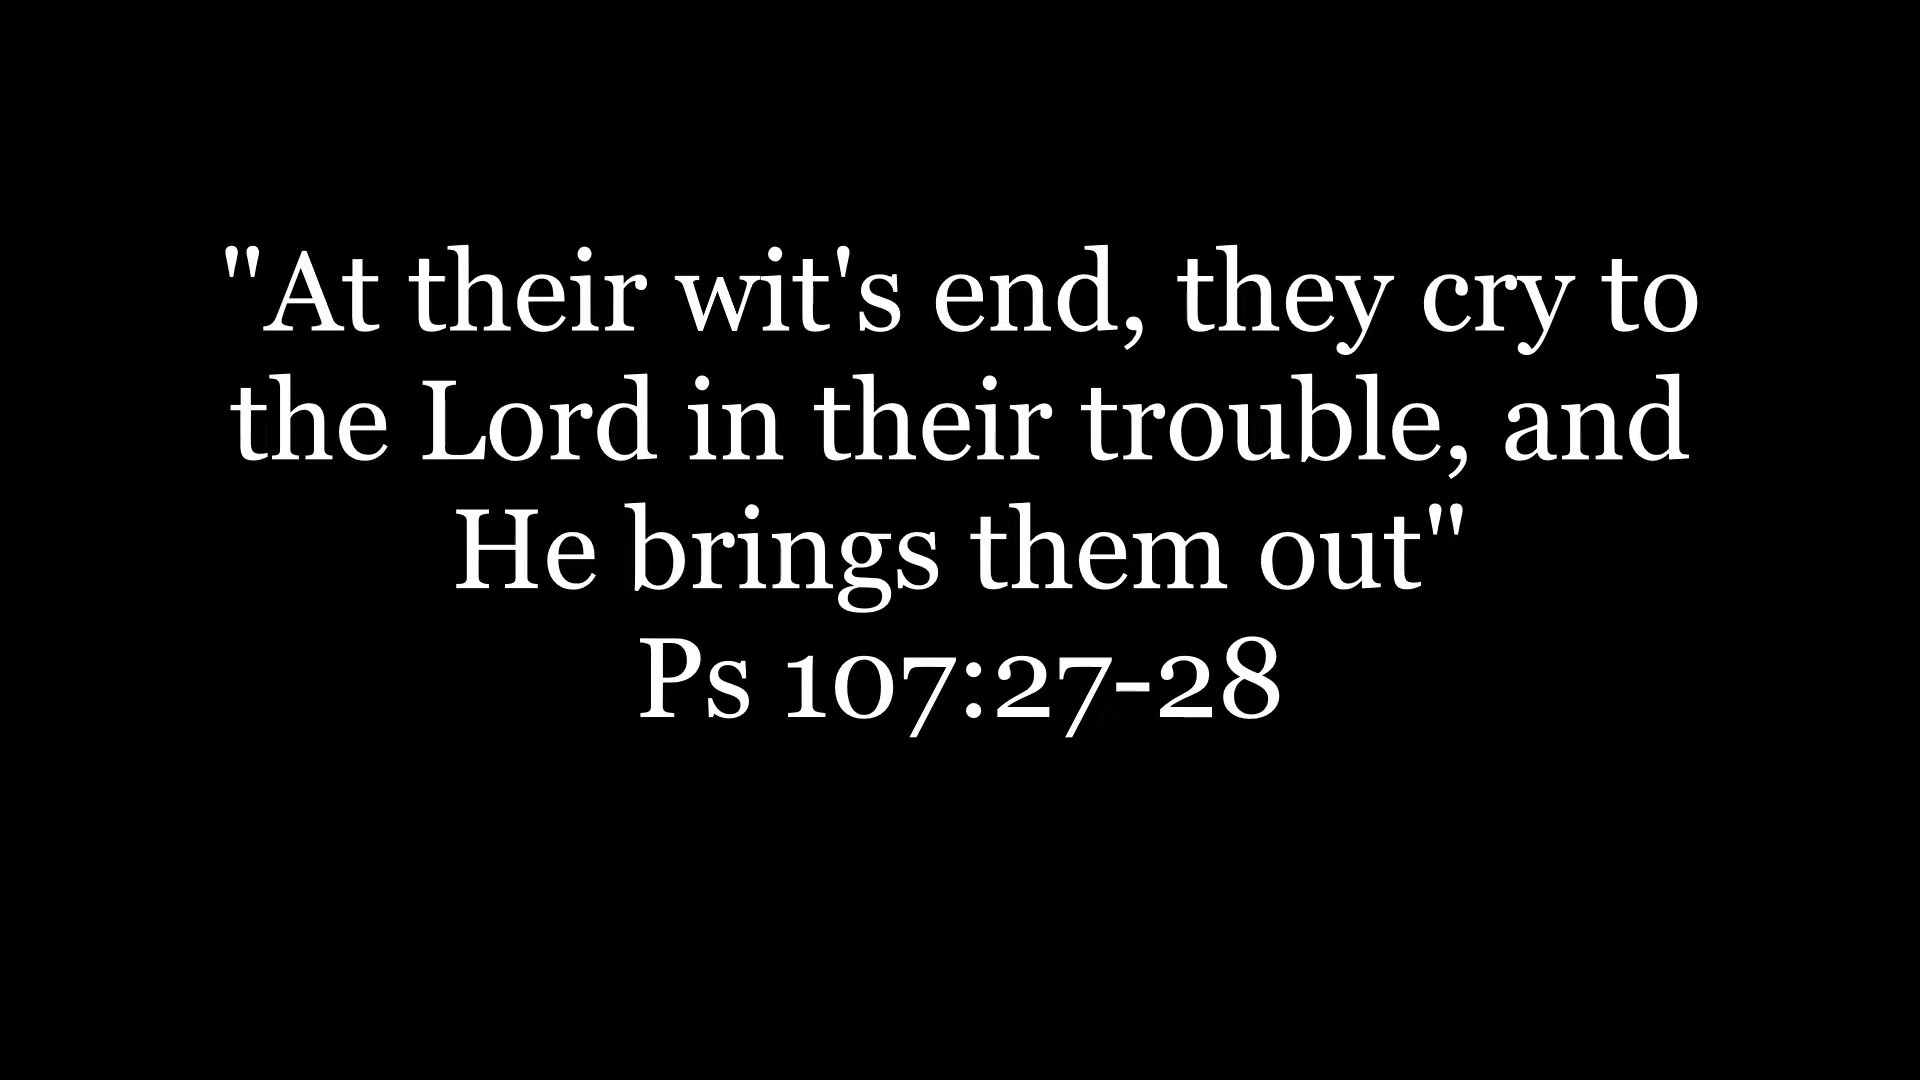 "At their wit's end, they cry to
the Lord in their trouble, and
He brings them out"
Ps 107:27-28